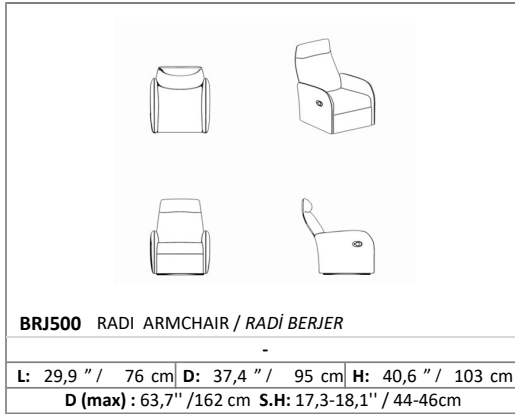 BRJ500 RADI ARMCHAIR / RADİ BERJER
-
L: 29,9 ″ / 76 cm D: 37,4 ″ / 95 cm H: 40,6 ″ / 103 cm
D (max) : 63,7'' /162 cm S.H: 17,3-18,1'' / 44-46cm